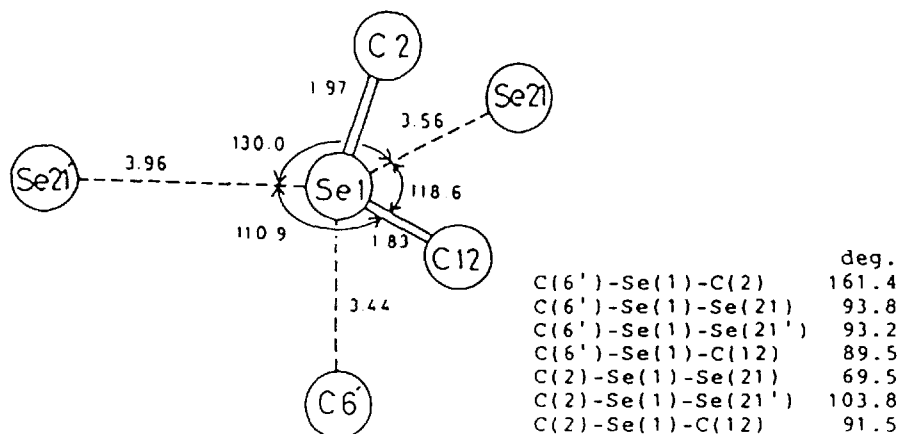 C2
1.97
Se21
3.56
130.0
3.96
Se21'
Se1
118.6
110.9
1.83
C12
3.44
C6'
deg.
C(6')-Se(1)-C(2) 161.4
C(6')-Se(1)-Se(21) 93.8
C(6')-Se(1)-Se(21') 93.2
C(6')-Se(1)-C(12) 89.5
C(2)-Se(1)-Se(21) 69.5
C(2)-Se(1)-Se(21') 103.8
C(2)-Se(1)-C(12) 91.5